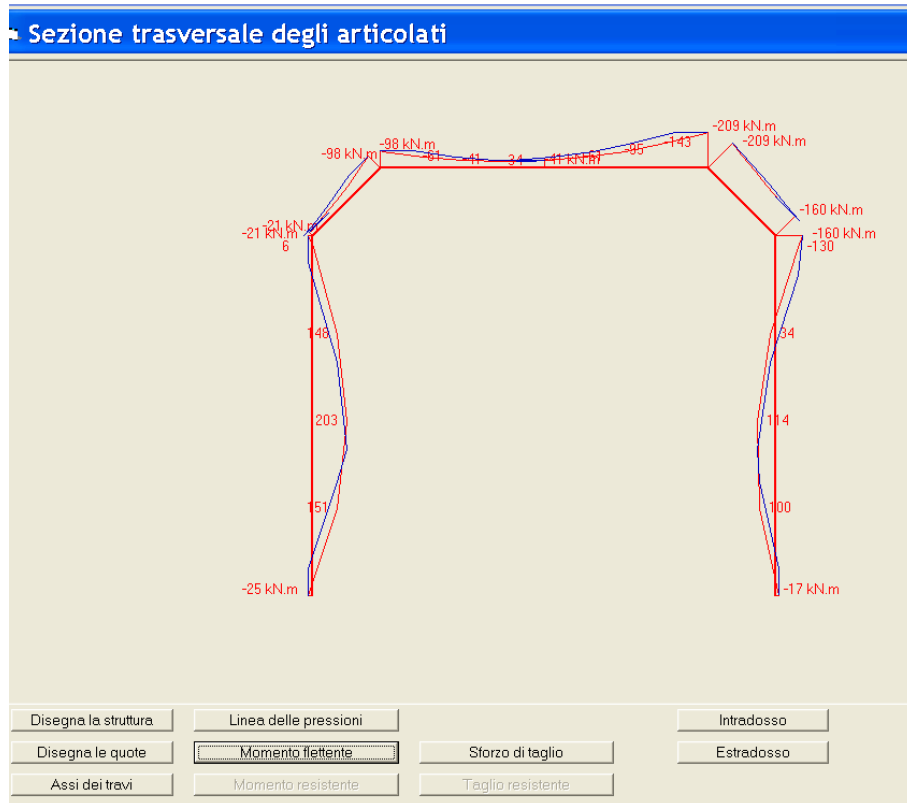 Sezione trasversale degli articolati
-209 kN.m
-209 kN.m
-98 kN.m
-98 kN.m
-41
-34
-41 kN.m
-95
-143
-160 kN.m
-160 kN.m
-130
-21 kN.m
-21 kN.m
6
148
34
203
114
151
100
-25 kN.m
-17 kN.m
Disegna la struttura
Linea delle pressioni
Intradosso
Disegna le quote
Momento flettente
Sforzo di taglio
Estradosso
Assi dei travi
Momento resistente
Taglio resistente